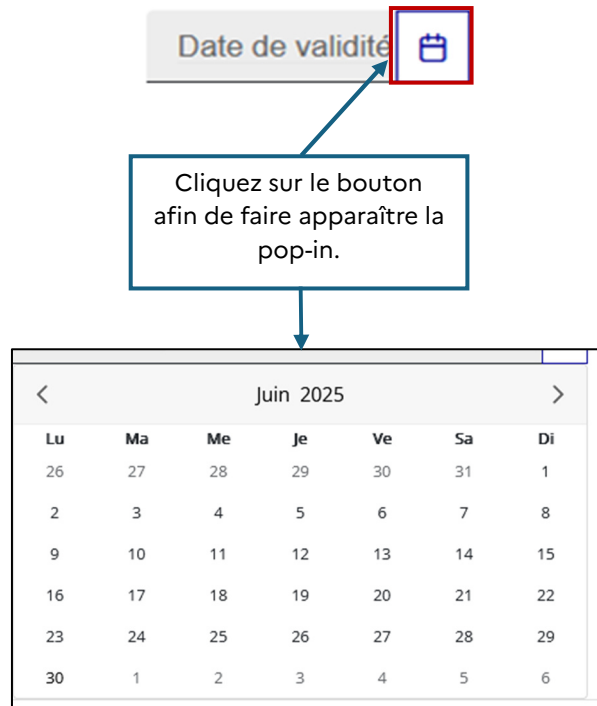 Date de validité
Cliquez sur le bouton
afin de faire apparaître la
pop-in.
Juin 2025
Lu Ma Me Je Ve Sa Di
26 27 28 29 30 31 1
2 3 4 5 6 7 8
9 10 11 12 13 14 15
16 17 18 19 20 21 22
23 24 25 26 27 28 29
30 1 2 3 4 5 6